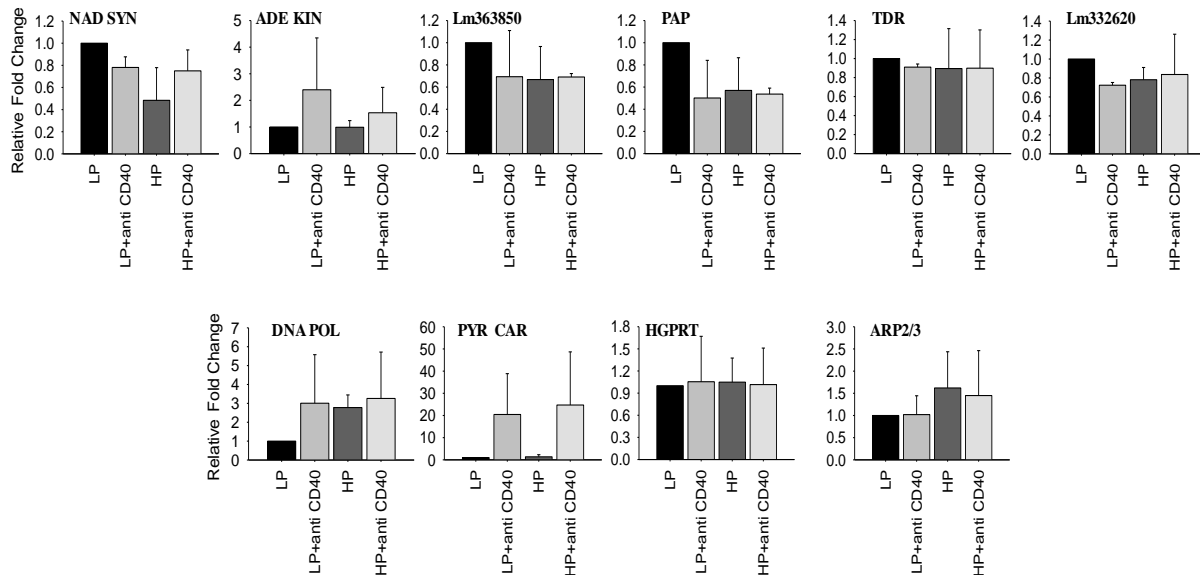 NAD SYN
ADE KIN
Lm363850
PAP
TDR
Lm332620
Relative Fold Change
1.2
1.0
0.8
0.6
0.4
0.2
0.0
LP
LP+anti CD40
HP
HP+anti CD40
5
4
3
2
1
0
LP
LP+anti CD40
HP
HP+anti CD40
1.2
1.0
0.8
0.6
0.4
0.2
0.0
LP
LP+anti CD40
HP
HP+anti CD40
1.2
1.0
0.8
0.6
0.4
0.2
0.0
LP
LP+anti CD40
HP
HP+anti CD40
1.4
1.2
1.0
0.8
0.6
0.4
0.2
0.0
LP
LP+anti CD40
HP
HP+anti CD40
1.4
1.2
1.0
0.8
0.6
0.4
0.2
0.0
LP
LP+anti CD40
HP
HP+anti CD40
DNA POL
PYR CAR
HGPRT
ARP2/3
Relative Fold Change
7
6
5
4
3
2
1
0
LP
LP+anti CD40
HP
HP+anti CD40
60
50
40
30
20
10
0
LP
LP+anti CD40
HP
HP+anti CD40
1.8
1.5
1.2
0.9
0.6
0.3
0.0
LP
LP+anti CD40
HP
HP+anti CD40
2.5
2.0
1.5
1.0
0.5
0.0
LP
LP+anti CD40
HP
HP+anti CD40